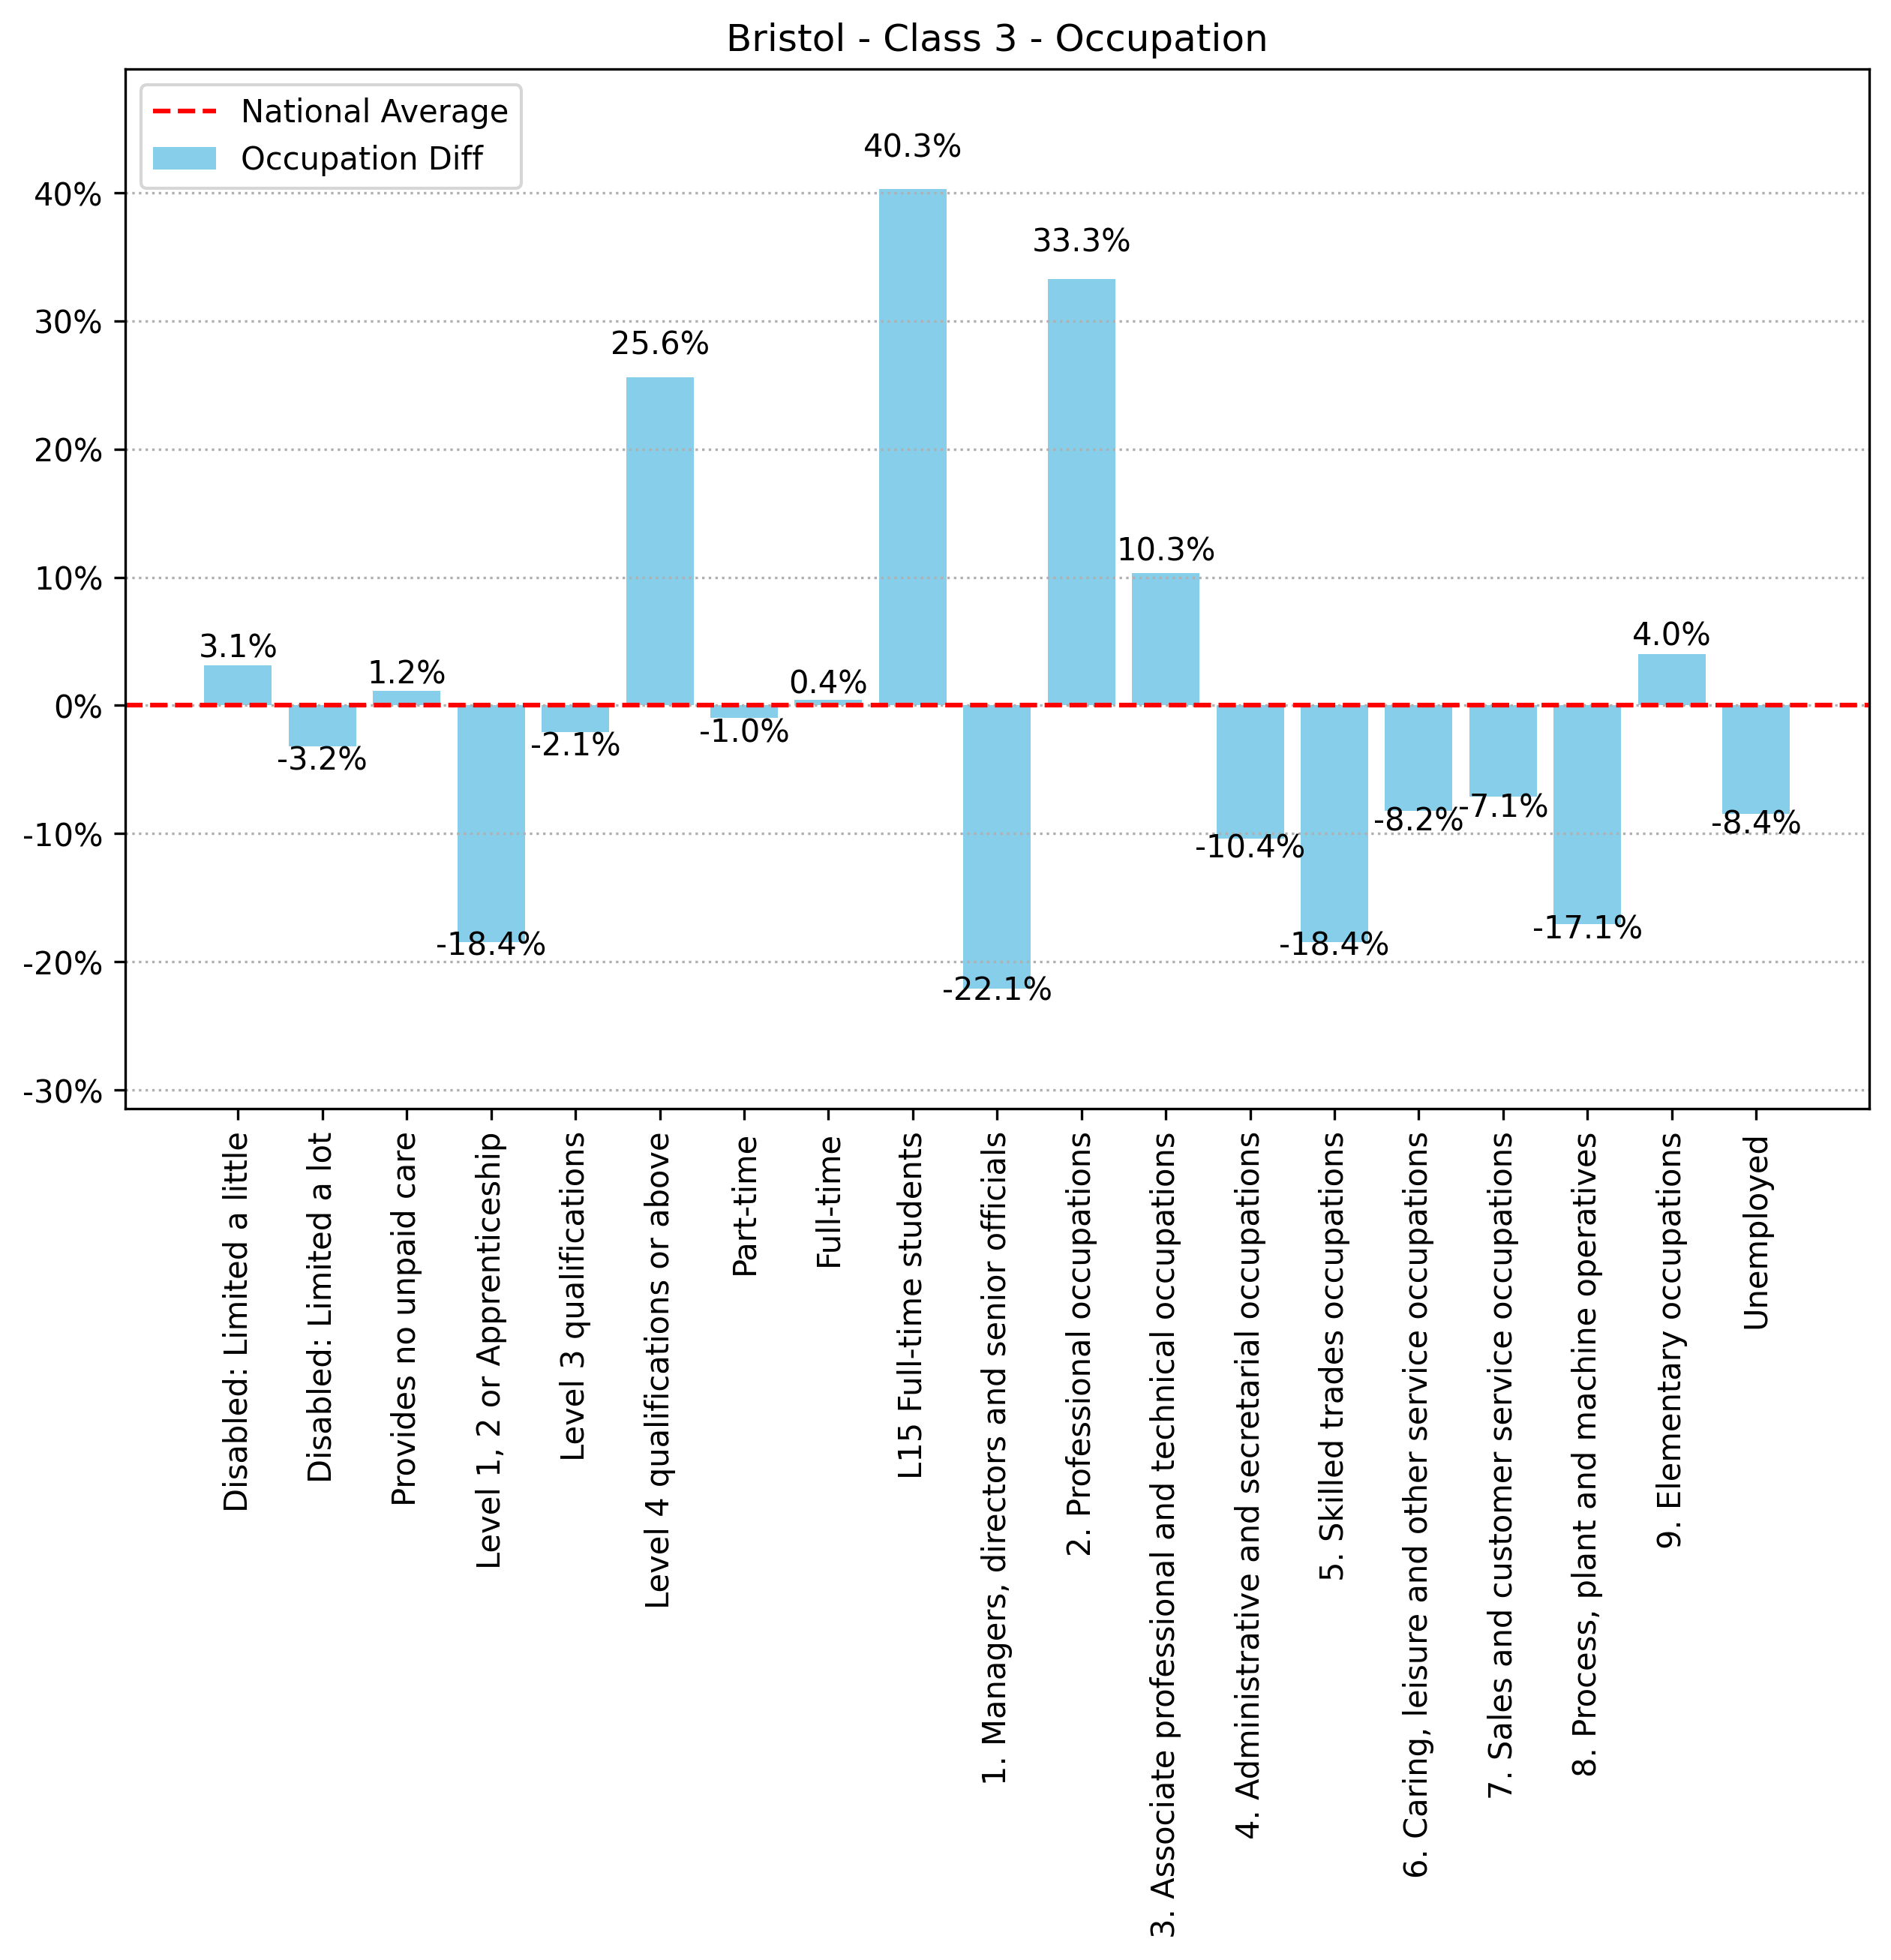 Bristol - Class 3 - Occupation
National Average
Occupation Diff
40%
30%
20%
10%
0%
-10%
-20%
-30%
3.1%
-3.2%
1.2%
-18.4%
-2.1%
25.6%
-1.0%
0.4%
40.3%
-22.1%
33.3%
10.3%
-10.4%
-18.4%
-8.2%
-7.1%
-17.1%
4.0%
-8.4%
Disabled: Limited a little
Disabled: Limited a lot
Provides no unpaid care
Level 1, 2 or Apprenticeship
Level 3 qualifications
Level 4 qualifications or above
Part-time
Full-time
L15 Full-time students
1. Managers, directors and senior officials
2. Professional occupations
3. Associate professional and technical occupations
4. Administrative and secretarial occupations
5. Skilled trades occupations
6. Caring, leisure and other service occupations
7. Sales and customer service occupations
8. Process, plant and machine operatives
9. Elementary occupations
Unemployed